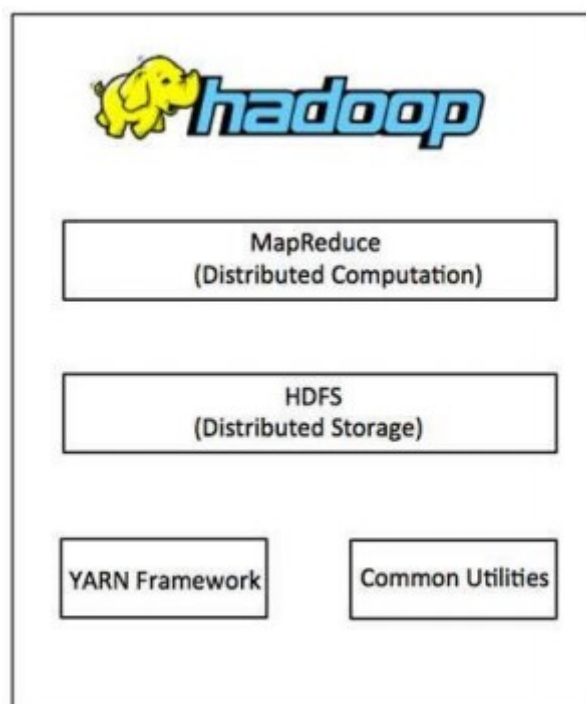 hadoop
MapReduce
(Distributed Computation)
HDFS
(Distributed Storage)
YARN Framework
Common Utilities